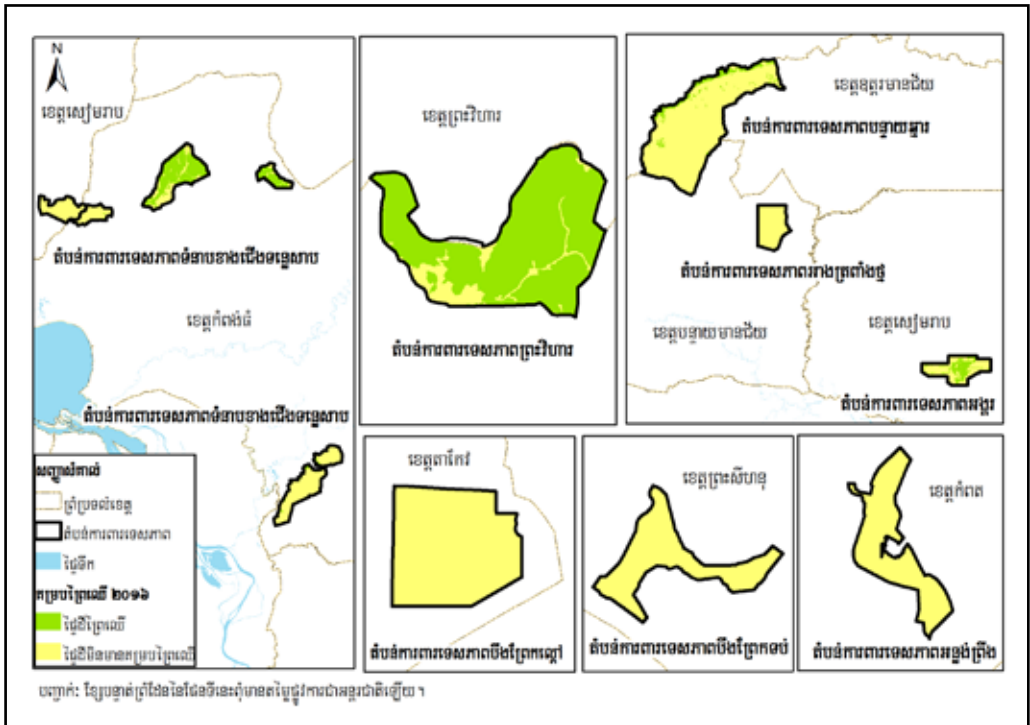 N
ខេត្តសៀមរាប
តំបន់ការពារទេសភាពទំនាបខាងជើងទន្លេសាប
ខេត្តកំពង់ធំ
តំបន់ការពារទេសភាពទំនាបខាងជើងទន្លេសាប
សញ្ញាសំគាល់
ព្រំប្រទល់ខេត្ត
តំបន់ការពារទេសភាព
ផ្ទៃទឹក
គម្របព្រៃឈើ ២០១៦
ផ្ទៃដីព្រៃឈើ
ផ្ទៃដីមិនមានគម្របព្រៃឈើ
ខេត្តព្រះវិហារ
តំបន់ការពារទេសភាពព្រះវិហារ
ខេត្តឧត្តរមានជ័យ
តំបន់ការពារទេសភាពបន្ទាយឆ្មារ
តំបន់ការពារទេសភាពអាងត្រពាំងថ្ម
ខេត្តបន្ទាយមានជ័យ
ខេត្តសៀមរាប
តំបន់ការពារទេសភាពអង្គរ
ខេត្តតាកែវ
តំបន់ការពារទេសភាពបឹងព្រែកល្ពៅ
ខេត្តព្រះសីហនុ
តំបន់ការពារទេសភាពបឹងព្រែកទប់
ខេត្តកំពត
តំបន់ការពារទេសភាពអន្លង់ព្រីង
បញ្ជាក់: ខ្សែបន្ទាត់ព្រំដែននៃផែនទីនេះពុំមានតម្លៃផ្លូវការជាអន្តរជាតិឡើយ។